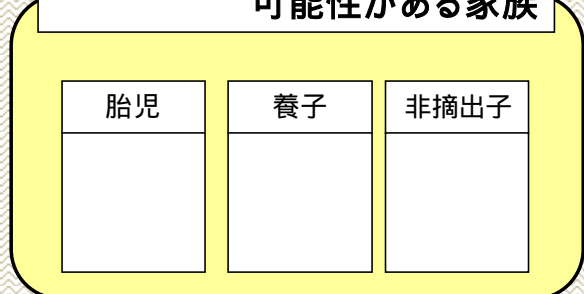 可能性がある家族
胎児
養子
非摘出子